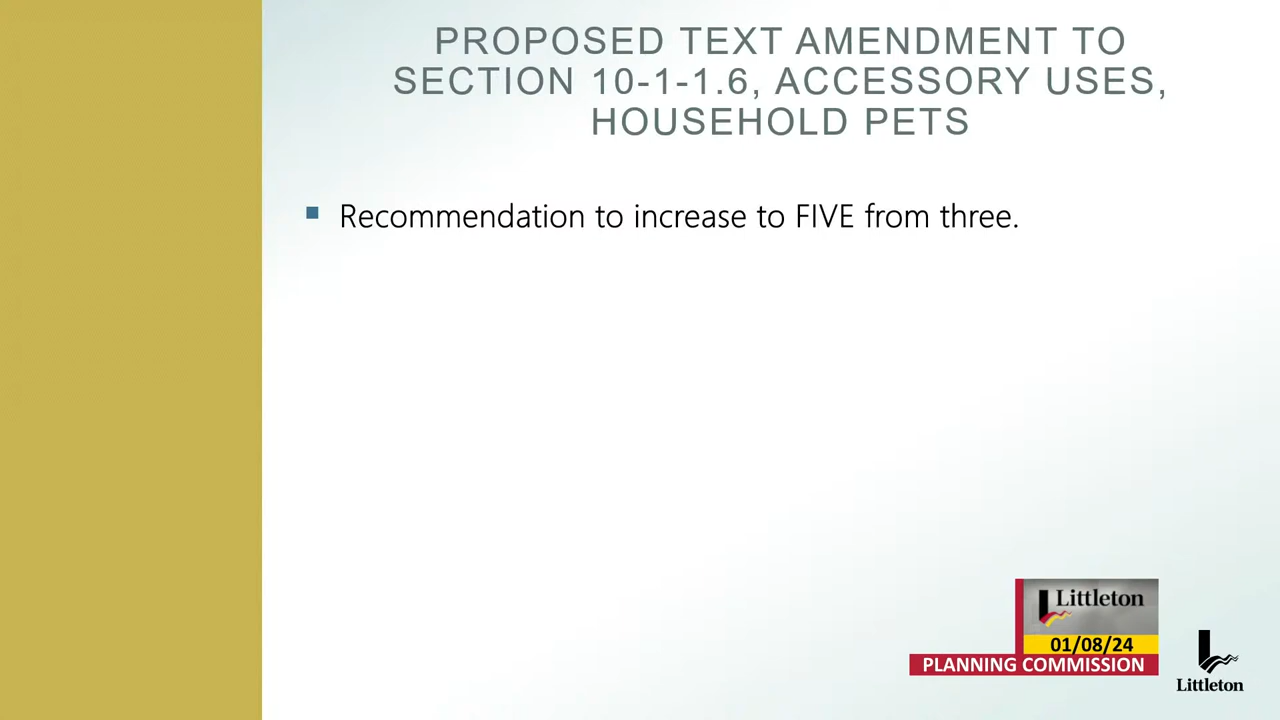 PROPOSED TEXT AMENDMENT TO
SECTION 10-1-1.6, ACCESSORY USES,
HOUSEHOLD PETS
Recommendation to increase to FIVE from three.
Littleton
01/08/24
PLANNING COMMISSION
Littleton